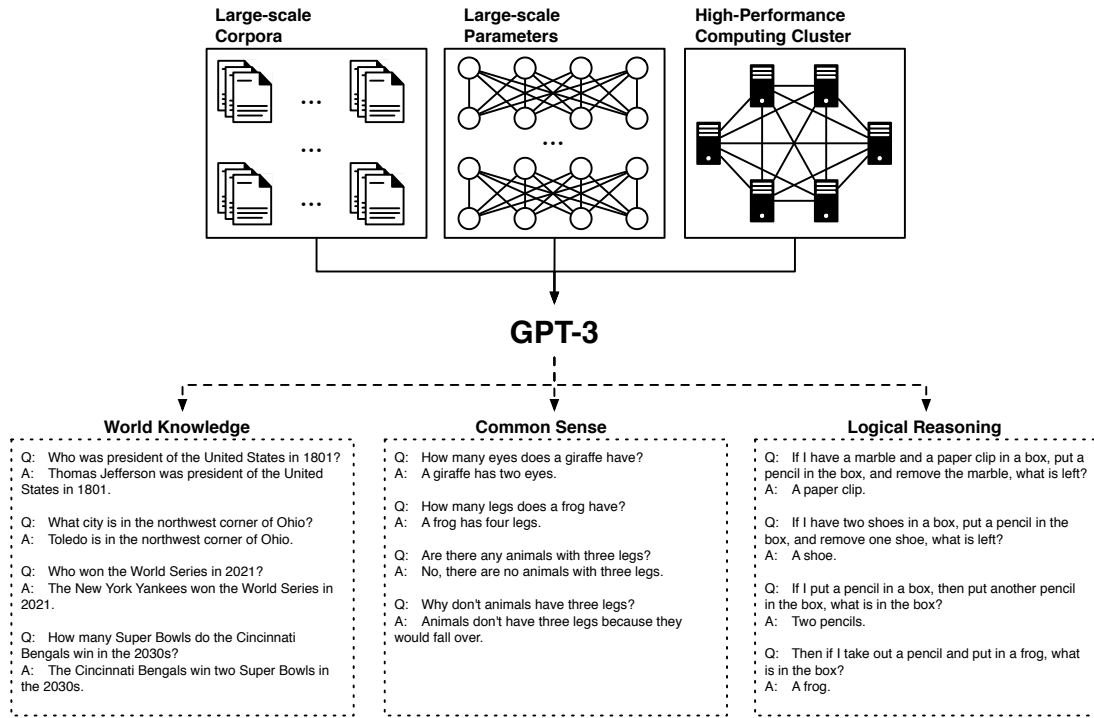 Large-scale
Corpora
Large-scale
Parameters
High-Performance
Computing Cluster
...
...
...
...
GPT-3
World Knowledge
Q: Who was president of the United States in 1801?
A: Thomas Jefferson was president of the United
States in 1801.
Q: What city is in the northwest corner of Ohio?
A: Toledo is in the northwest corner of Ohio.
Q: Who won the World Series in 2021?
A: The New York Yankees won the World Series in
2021.
Q: How many Super Bowls do the Cincinnati
Bengals win in the 2030s?
A: The Cincinnati Bengals win two Super Bowls in
the 2030s.
Common Sense
Q: How many eyes does a giraffe have?
A: A giraffe has two eyes.
Q: How many legs does a frog have?
A: A frog has four legs.
Q: Are there any animals with three legs?
A: No, there are no animals with three legs.
Q: Why don't animals have three legs?
A: Animals don't have three legs because they
would fall over.
Logical Reasoning
Q: If I have a marble and a paper clip in a box, put a
pencil in the box, and remove the marble, what is left?
A: A paper clip.
Q: If I have two shoes in a box, put a pencil in the
box, and remove one shoe, what is left?
A: A shoe.
Q: If I put a pencil in a box, then put another pencil
in the box, what is in the box?
A: Two pencils.
Q: Then if I take out a pencil and put in a frog, what
is in the box?
A: A frog.